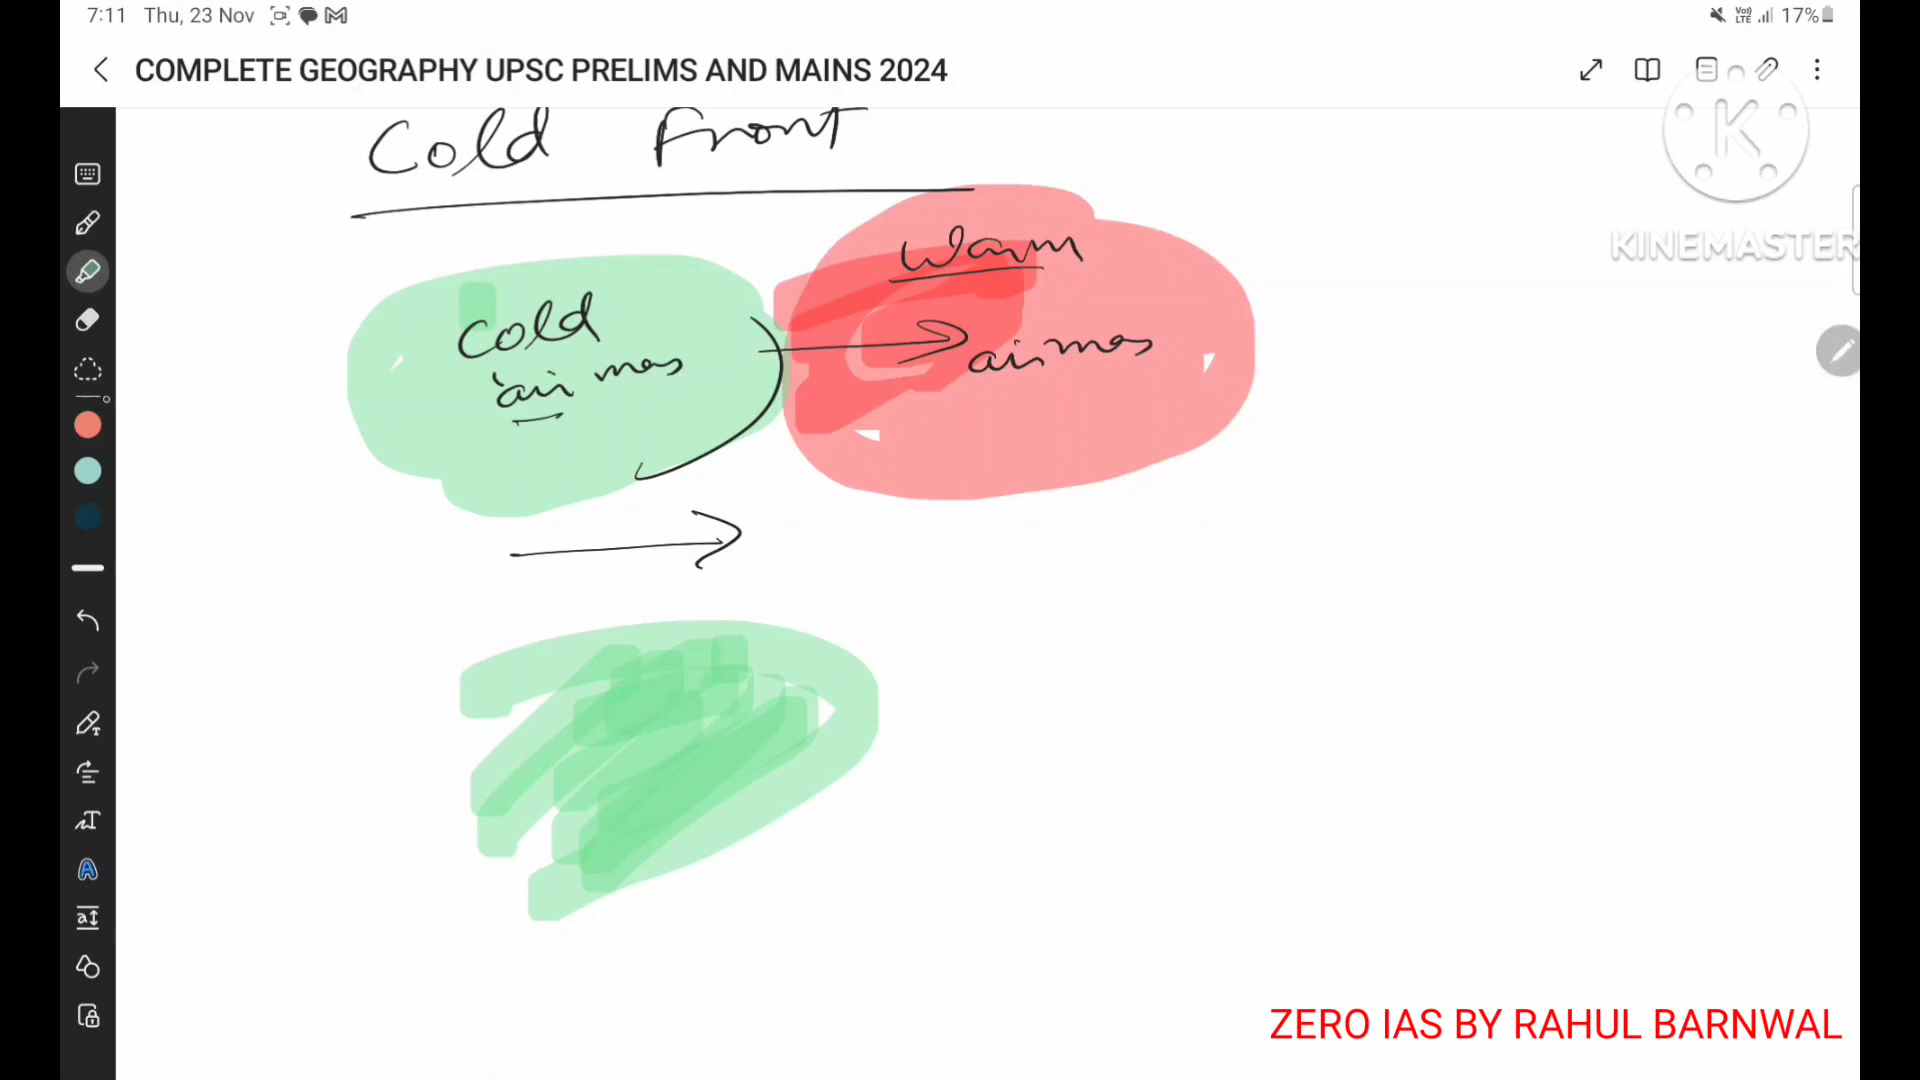 7:11 Thu, 23 Nov
17%
COMPLETE GEOGRAPHY UPSC PRELIMS AND MAINS 2024
K
KINEMASTER
Cold Front
Warm
air mas
Cold
air mas
ZERO IAS BY RAHUL BARNWAL